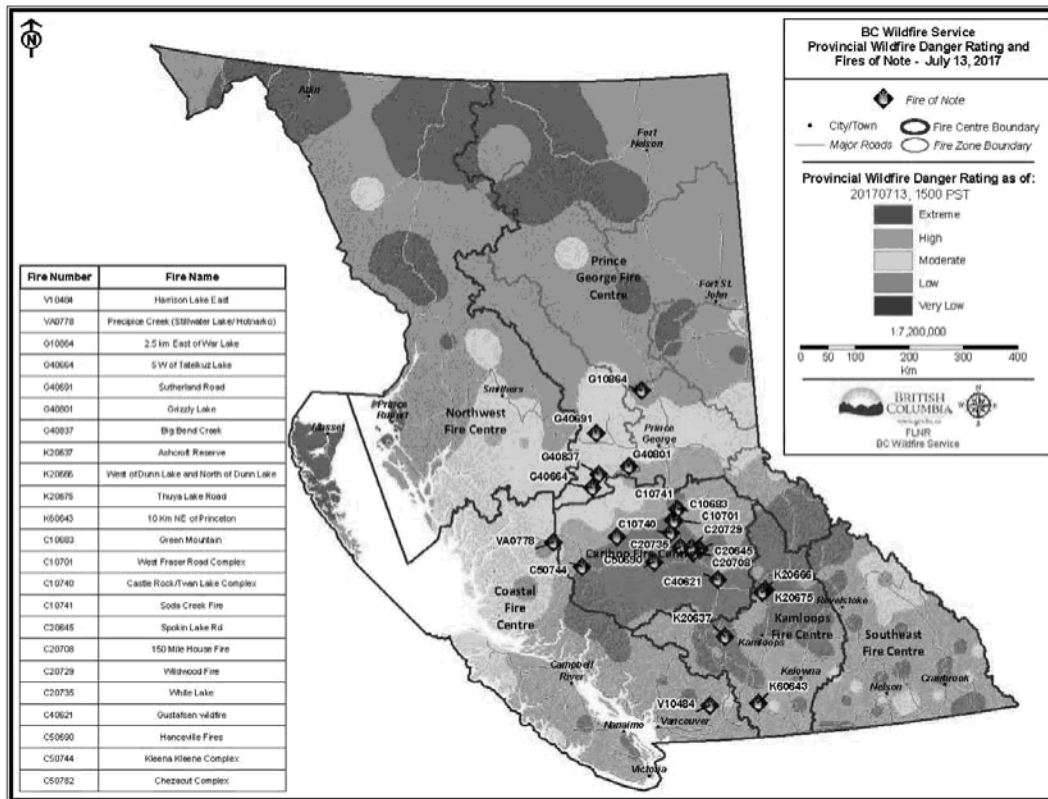 N
BC Wildfire Service
Provincial Wildfire Danger Rating and
Fires of Note - July 13, 2017
Fire of Note
City/Town
Fire Centre Boundary
Major Roads
Fire Zone Boundary
Provincial Wildfire Danger Rating as of:
20170713, 1500 PST
Extreme
High
Moderate
Low
Very Low
1:7,200,000
0 50 100 200 300 400
Km
BRITISH
COLUMBIA
FLNR
BC Wildfire Service
N
W E
S
Fire Number Fire Name
V10484 Harrison Lake East
VA0778 Precipice Creek (Stillwater Lake/ Hotnarko)
G10864 2.5 km East of War Lake
G40664 5 W of Tatelkuz Lake
G40691 Sutherland Road
G40801 Grizzly Lake
G40837 Big Bend Creek
K20637 Ashcroft Reserve
K20666 West of Dunn Lake and North of Dunn Lake
K20675 Thuya Lake Road
K60643 10 Km NE of Princeton
C10683 Green Mountain
C10701 West Fraser Road Complex
C10740 Castle Rock/Twan Lake Complex
C10741 Soda Creek Fire
C20645 Spokin Lake Rd
C20708 150 Mile House Fire
C20729 Wildwood Fire
C20735 White Lake
C40621 Gustafsen wildfire
C50690 Hanceville Fires
C50744 Kleena Kleene Complex
C50782 Chezacut Complex
Atlin
Fort
Nelson
Prince
George Fire
Centre
Fort St.
John
G10864
Smithers
Prince
Rupert
Northwest
Fire Centre
G40691
Prince
George
Masset
G40837
G40801
G40664
C10741
C10683
C10701
C10740
C20729
VA0778
C20735
Cariboo Fire Centre
C20645
C50690
C20708
C50744
C40621
K20666
Coastal
Fire
Centre
K20675
Revelstoke
K20637
Kamloops
Fire Centre
Kamloops
Southeast
Fire Centre
Campbell
River
Kelowna
Cranbrook
K60643
Nelson
V10484
Vancouver
Nanaimo
Victoria